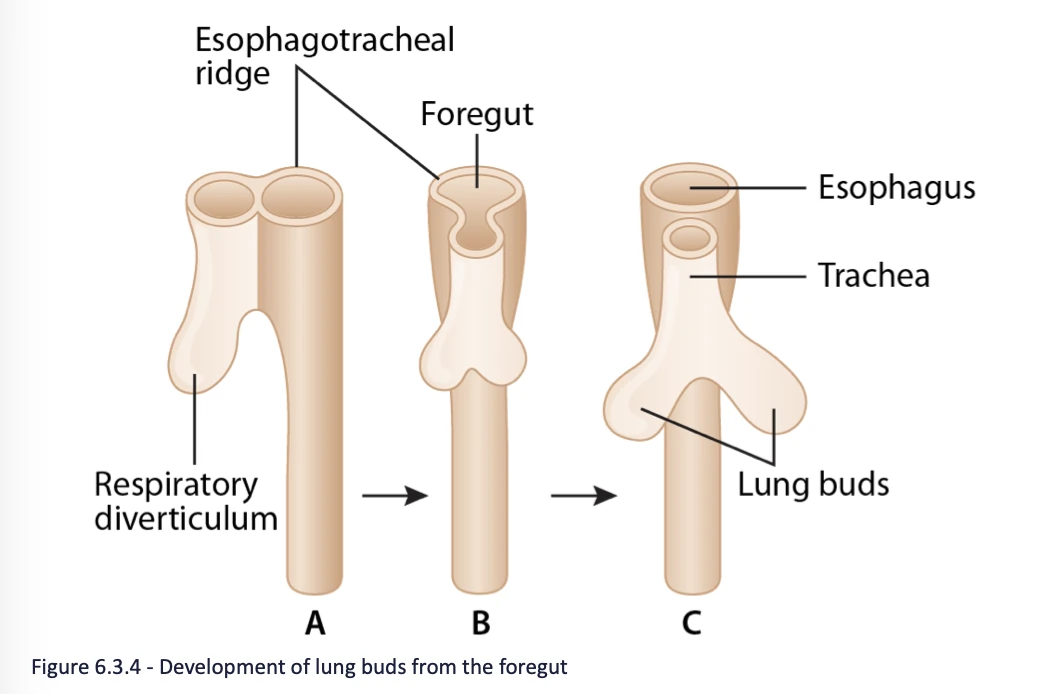 Esophagotracheal
ridge
Foregut
Esophagus
Trachea
Respiratory
diverticulum
Lung buds
A
B
C
Figure 6.3.4 - Development of lung buds from the foregut